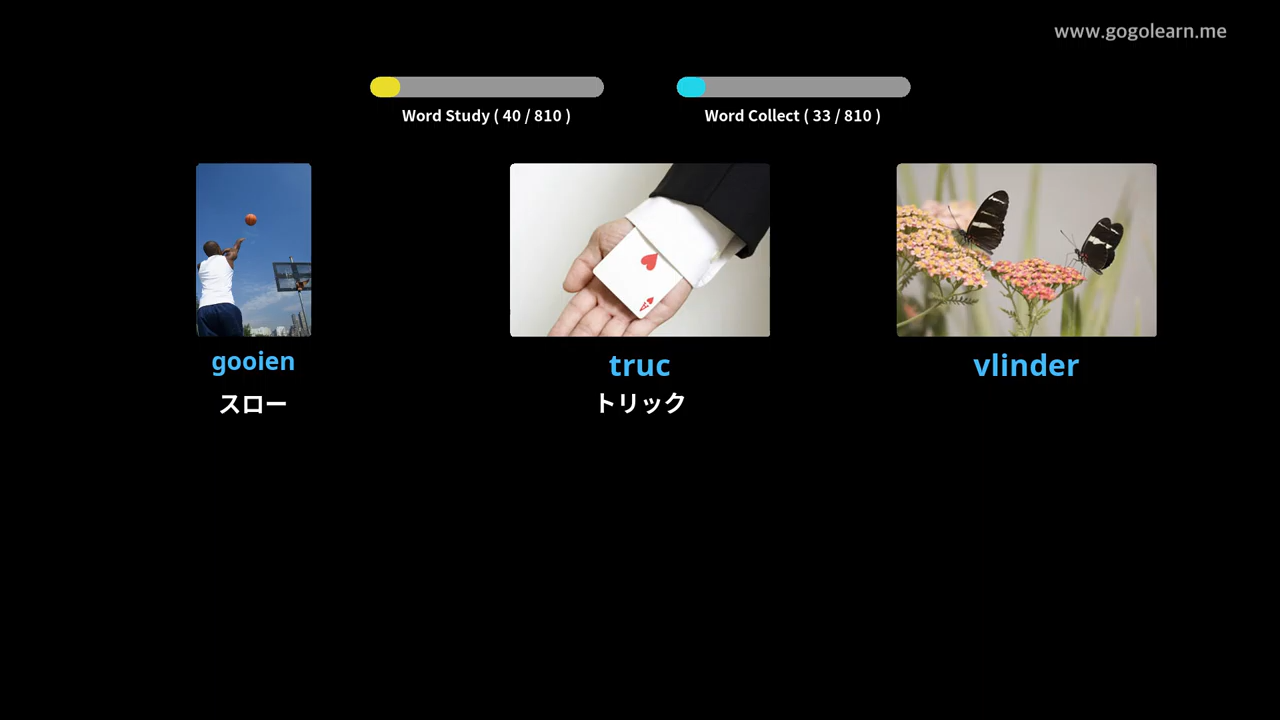 www.gogolearn.me
Word Study ( 40 / 810 )
Word Collect ( 33 / 810 )
gooien
truc
vlinder
スロー
トリック